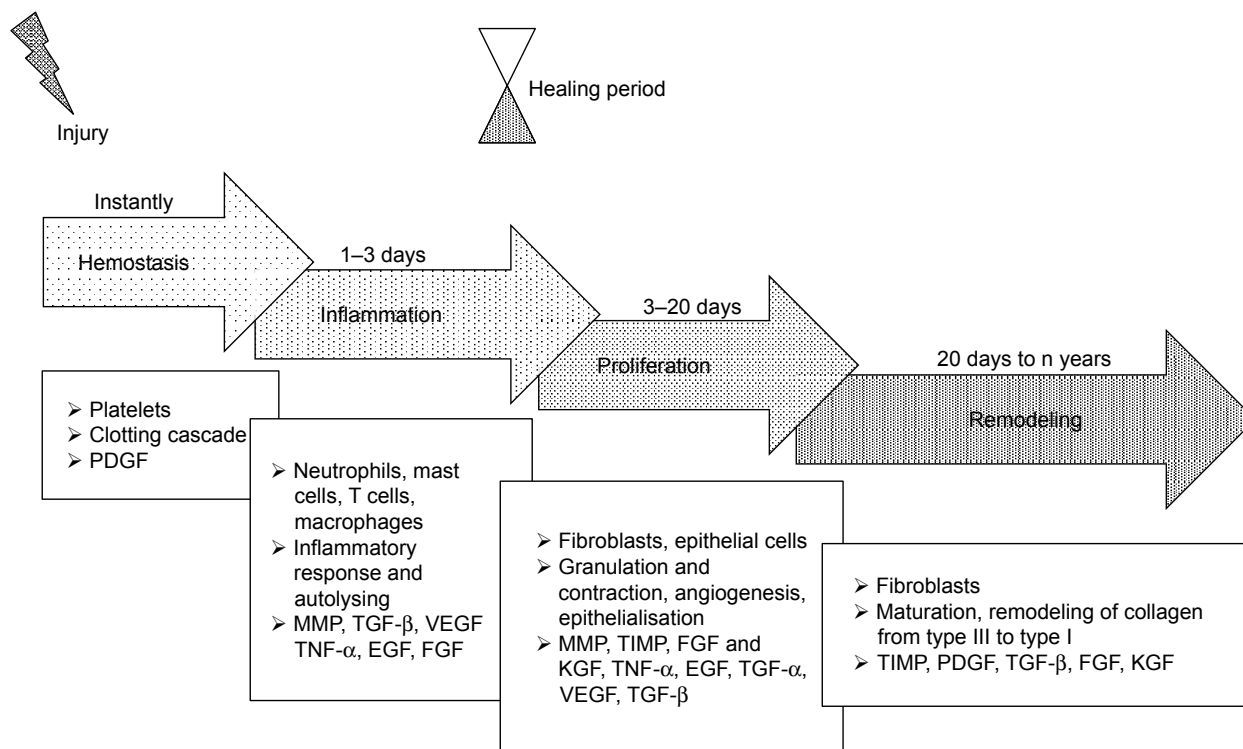 Injury
Healing period
Instantly
Hemostasis
1–3 days
Inflammation
3–20 days
Proliferation
20 days to n years
Remodeling
➢ Platelets
➢ Clotting cascade
➢ PDGF
➢ Neutrophils, mast
cells, T cells,
macrophages
➢ Inflammatory
response and
autolysing
➢ MMP, TGF-β, VEGF
TNF-α, EGF, FGF
➢ Fibroblasts, epithelial cells
➢ Granulation and
contraction, angiogenesis,
epithelialisation
➢ MMP, TIMP, FGF and
KGF, TNF-α, EGF, TGF-α,
VEGF, TGF-β
➢ Fibroblasts
➢ Maturation, remodeling of collagen
from type III to type I
➢ TIMP, PDGF, TGF-β, FGF, KGF